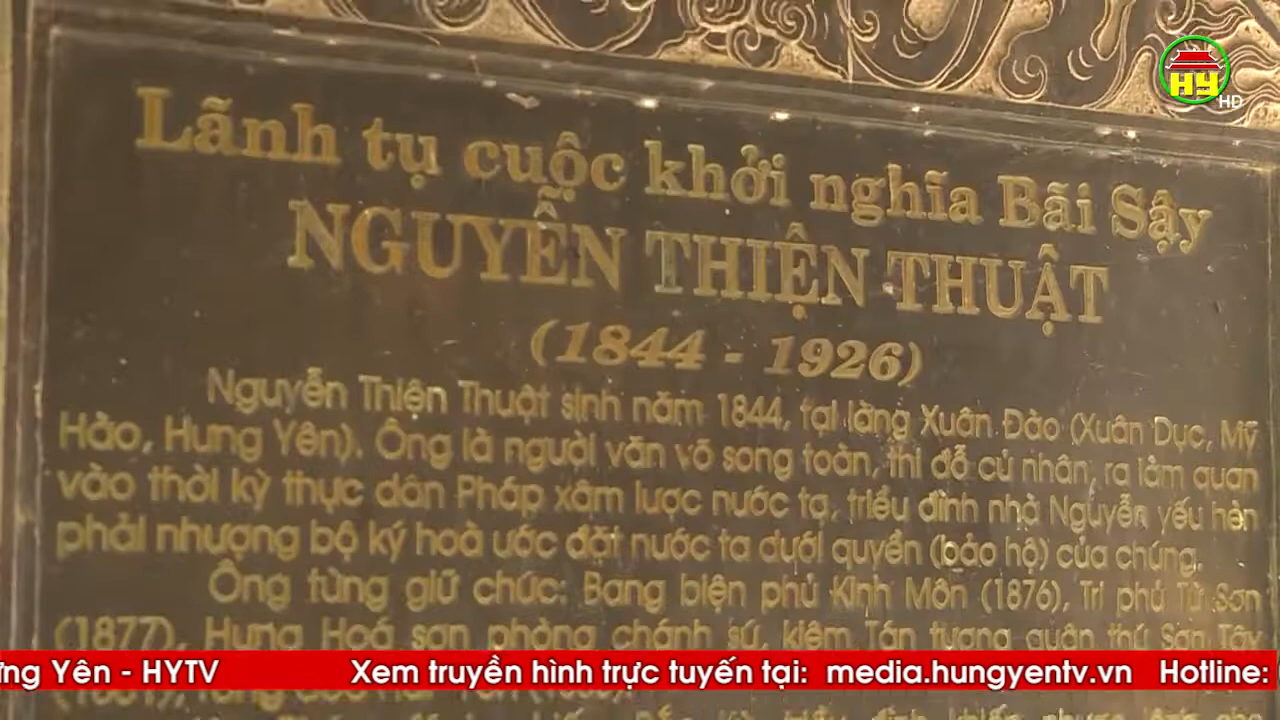 HY HD
Lãnh tụ cuộc khởi nghĩa Bãi Sậy
NGUYỄN THIỆN THUẬT
(1844 - 1926)
Nguyễn Thiện Thuật sinh năm 1844, tại làng Xuân Đào (Xuân Dục, Mỹ
Hào, Hưng Yên). Ông là người văn võ song toàn, thi đỗ cử nhân, ra làm quan
vào thời kỳ thực dân Pháp xâm lược nước ta, triều đình nhà Nguyễn yếu hèn
phải nhượng bộ ký hoà ước đặt nước ta dưới quyền (bảo hộ) của chúng.
Ông từng giữ chức: Bang biện phủ Kinh Môn (1876), Tri phủ Từ Sơn
(1877), Hưng Hoá sơn phòng chánh sứ, kiêm Tán tương quân thứ Sơn Tây
ng Yên - HYTV Xem truyền hình trực tuyến tại: media.hungyentv.vn Hotline: